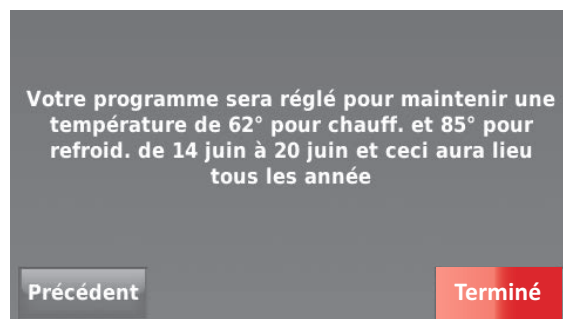 Votre programme sera réglé pour maintenir une
température de 62° pour chauff. et 85° pour
refroid. de 14 juin à 20 juin et ceci aura lieu
tous les année
Précédent
Terminé